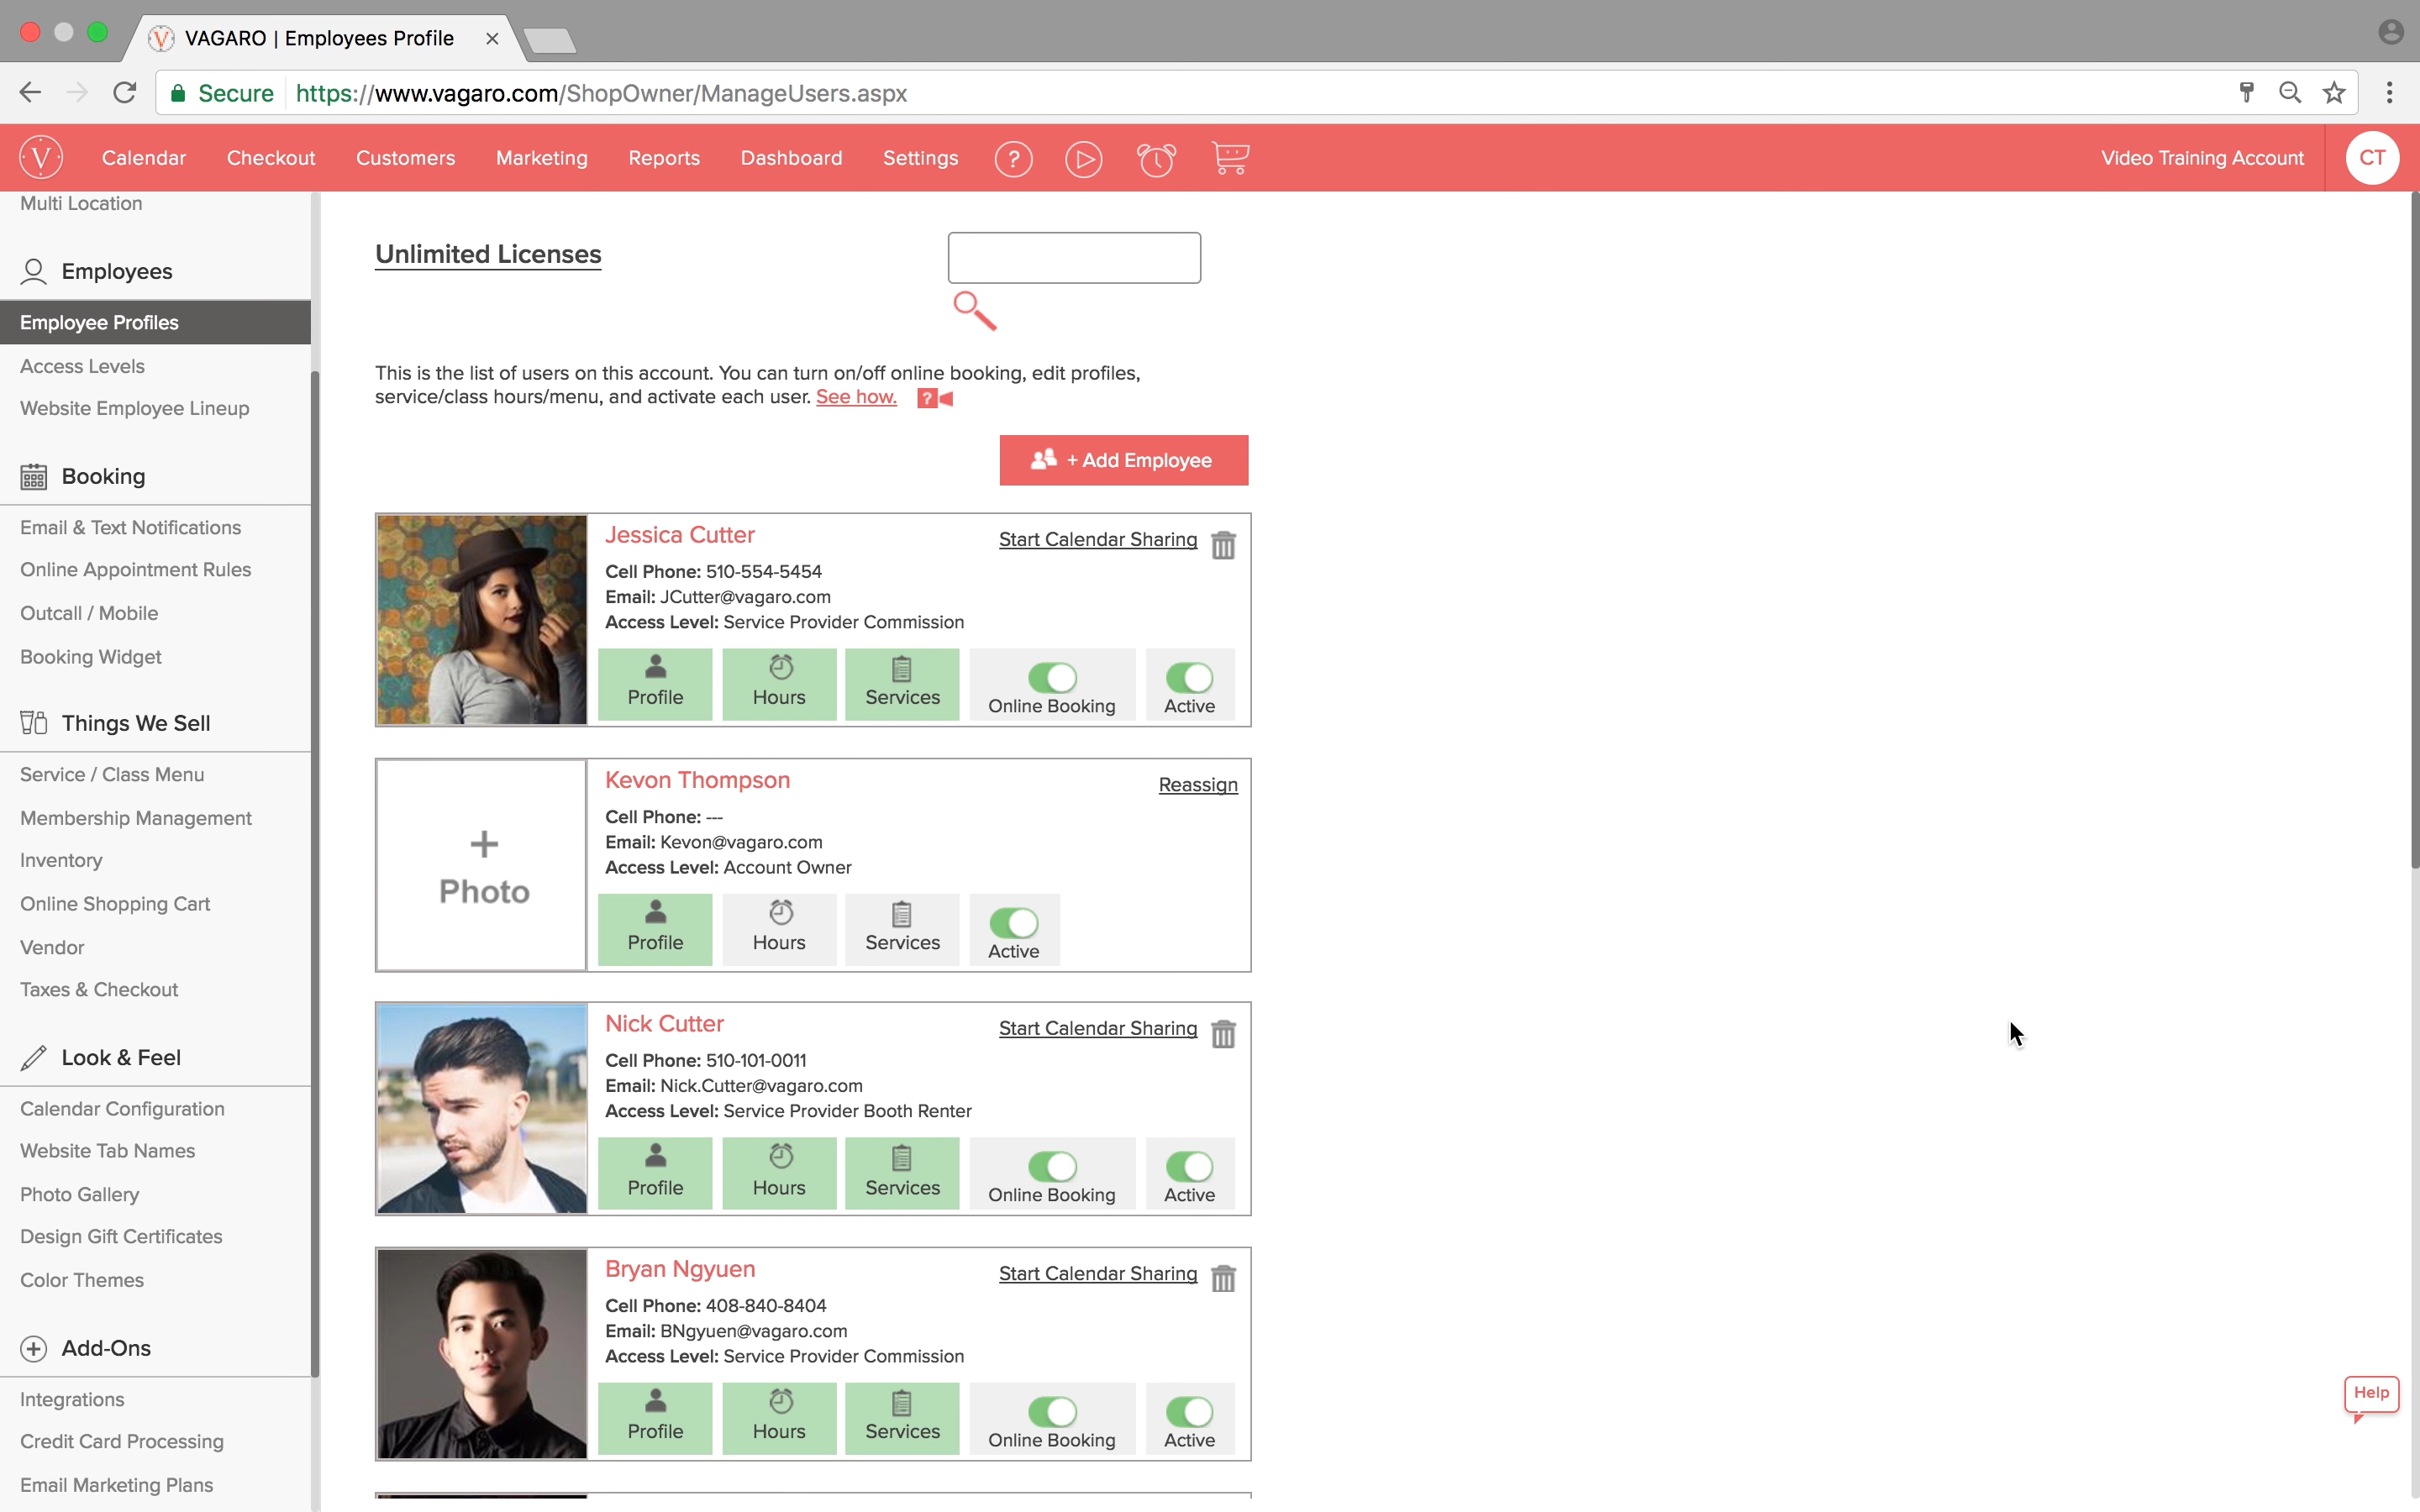 VAGARO | Employees Profile
Secure https://www.vagaro.com/ShopOwner/ManageUsers.aspx
V Calendar Checkout Customers Marketing Reports Dashboard Settings ? Video Training Account CT
Multi Location
Employees
Employee Profiles
Access Levels
Website Employee Lineup
Booking
Email & Text Notifications
Online Appointment Rules
Outcall / Mobile
Booking Widget
Things We Sell
Service / Class Menu
Membership Management
Inventory
Online Shopping Cart
Vendor
Taxes & Checkout
Look & Feel
Calendar Configuration
Website Tab Names
Photo Gallery
Design Gift Certificates
Color Themes
Add-Ons
Integrations
Credit Card Processing
Email Marketing Plans
Unlimited Licenses
This is the list of users on this account. You can turn on/off online booking, edit profiles,
service/class hours/menu, and activate each user. See how. ?
+ Add Employee
Jessica Cutter Start Calendar Sharing
Cell Phone: 510-554-5454
Email: JCutter@vagaro.com
Access Level: Service Provider Commission
Profile Hours Services Online Booking Active
+
Photo
Kevon Thompson Reassign
Cell Phone: ---
Email: Kevon@vagaro.com
Access Level: Account Owner
Profile Hours Services Active
Nick Cutter Start Calendar Sharing
Cell Phone: 510-101-0011
Email: Nick.Cutter@vagaro.com
Access Level: Service Provider Booth Renter
Profile Hours Services Online Booking Active
Bryan Ngyuen Start Calendar Sharing
Cell Phone: 408-840-8404
Email: BNgyuen@vagaro.com
Access Level: Service Provider Commission
Profile Hours Services Online Booking Active
Help